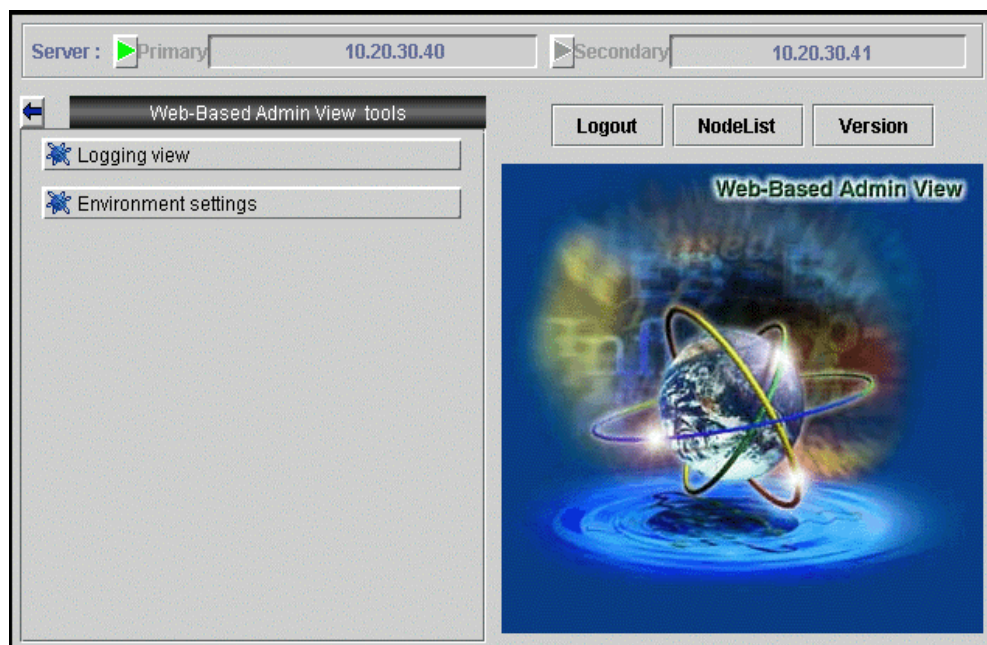 Server : Primary 10.20.30.40 Secondary 10.20.30.41
Web-Based Admin View tools
Logout NodeList Version
Logging view
Environment settings
Web-Based Admin View